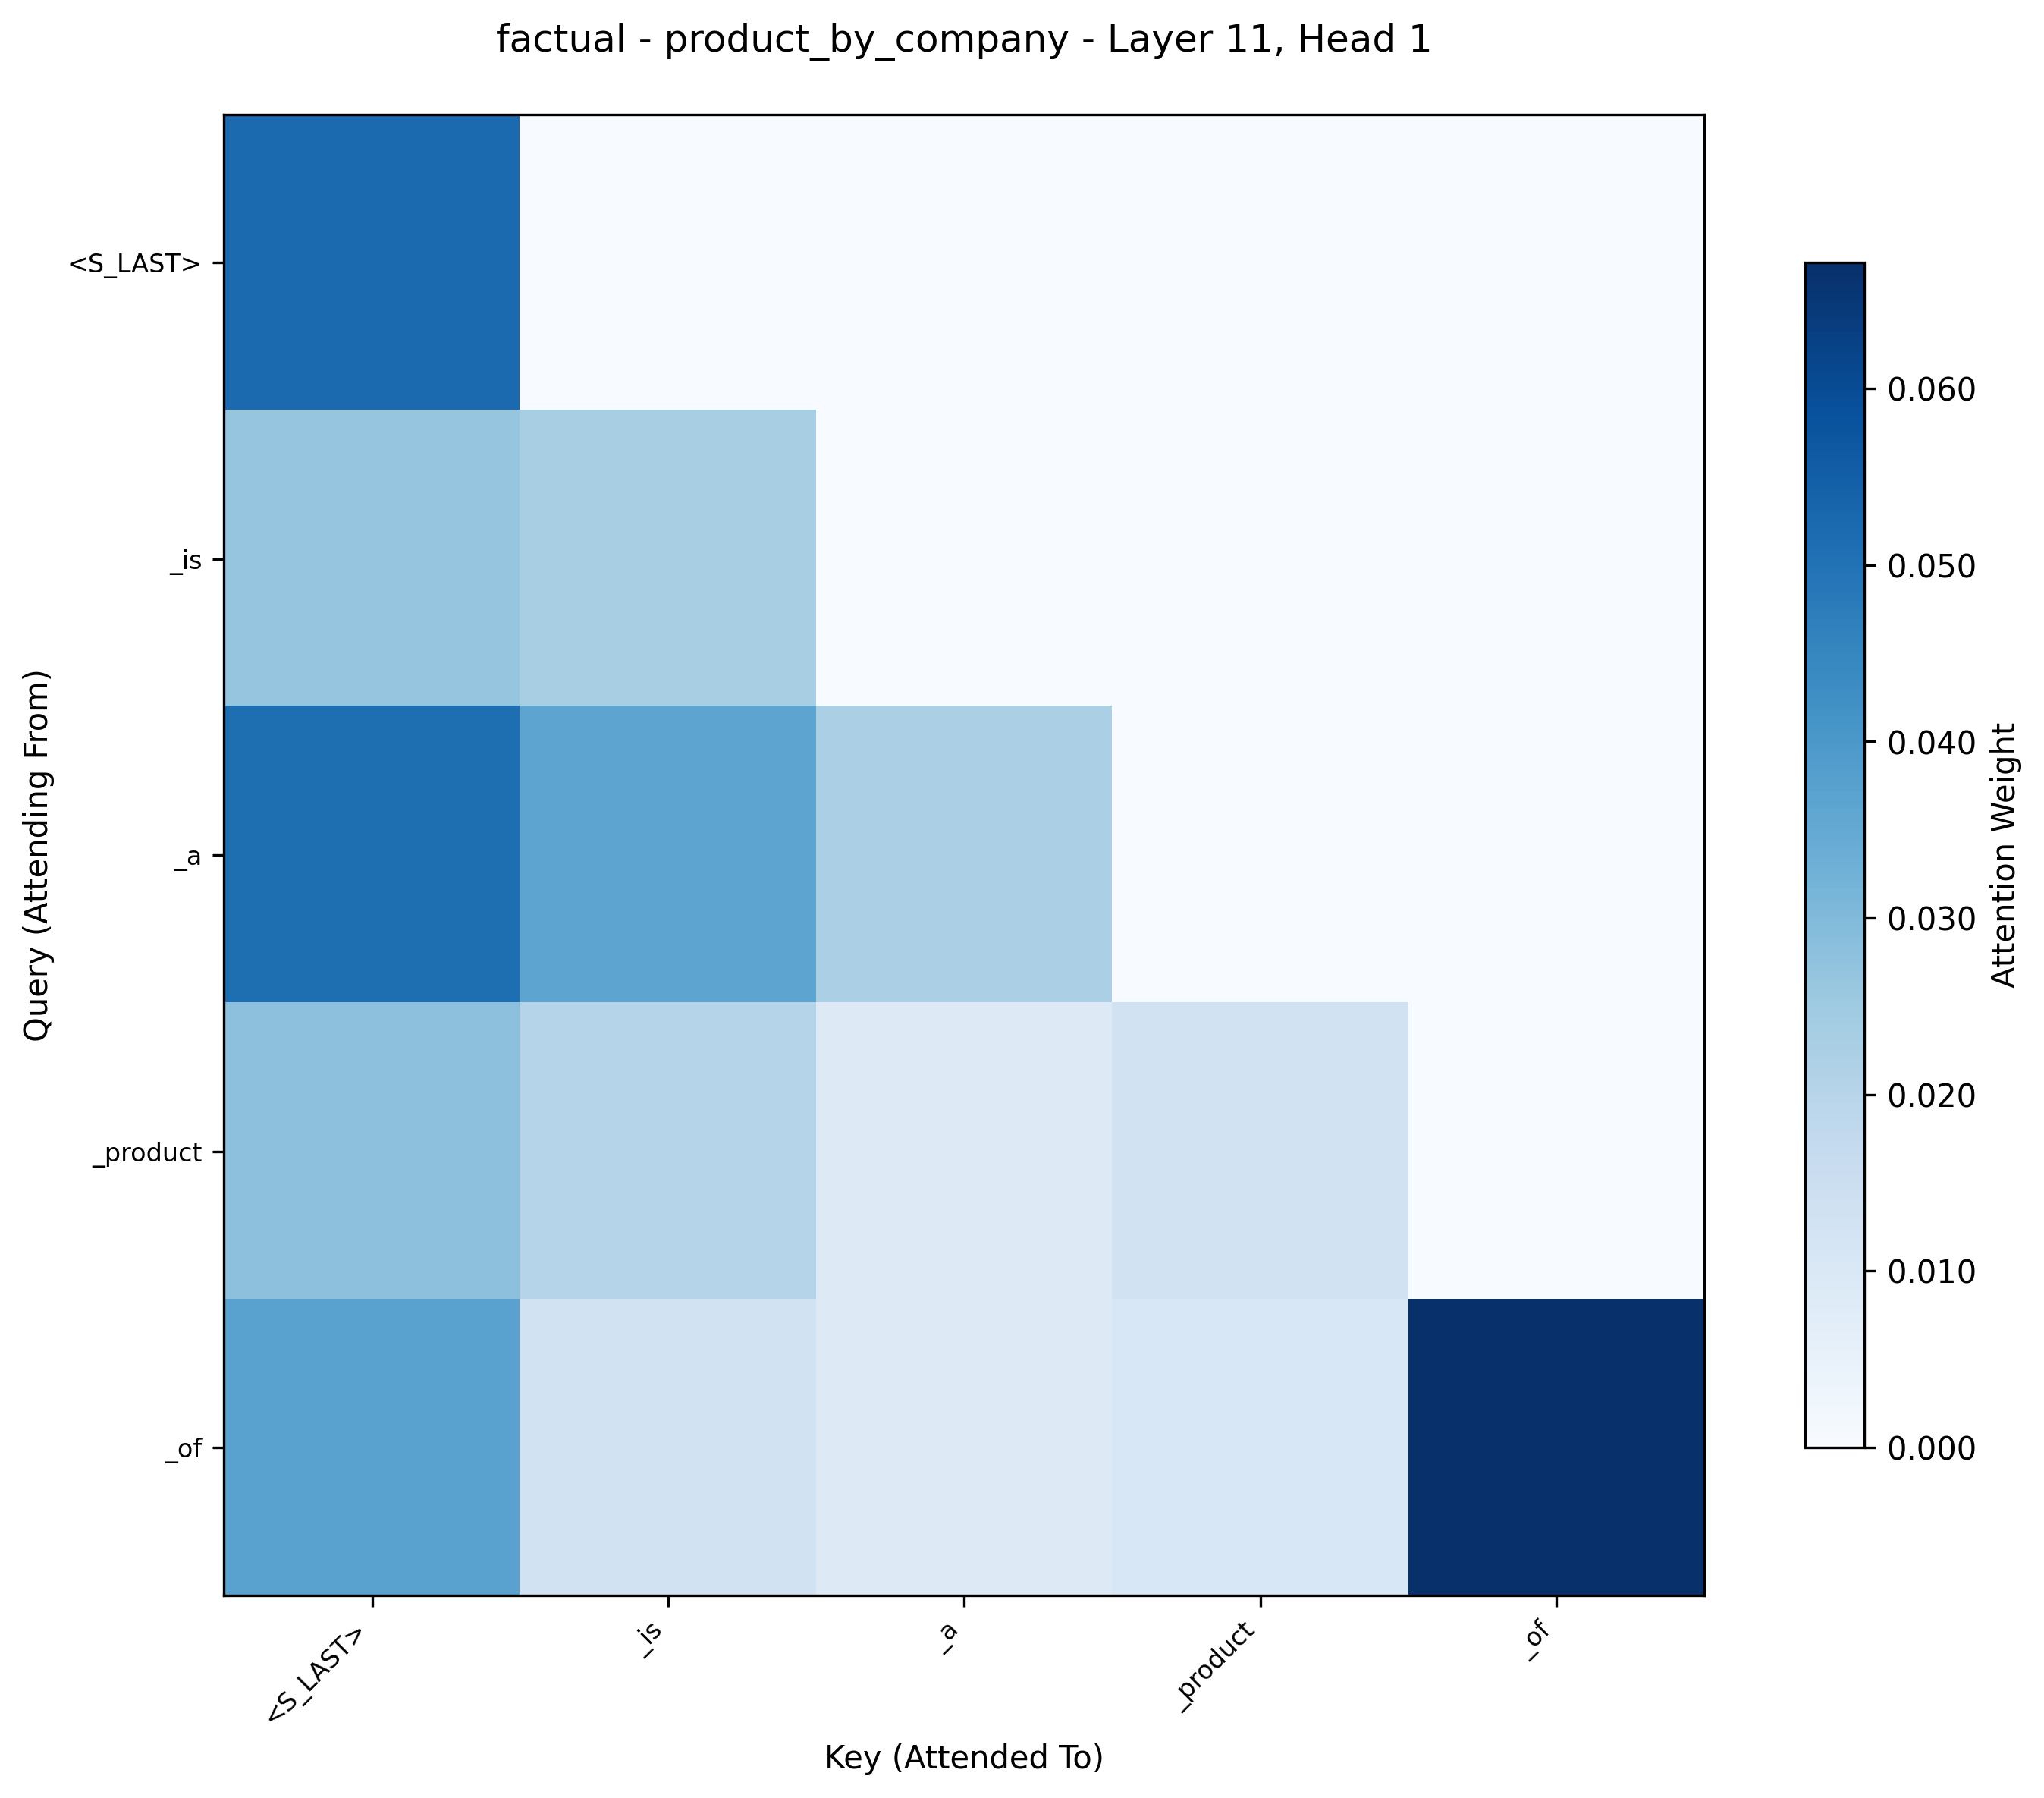 factual - product_by_company - Layer 11, Head 1
Query (Attending From)
<S_LAST>
_is
_a
_product
_of
<S_LAST>
_is
_a
_product
_of
Key (Attended To)
0.060
0.050
0.040
0.030
0.020
0.010
0.000
Attention Weight